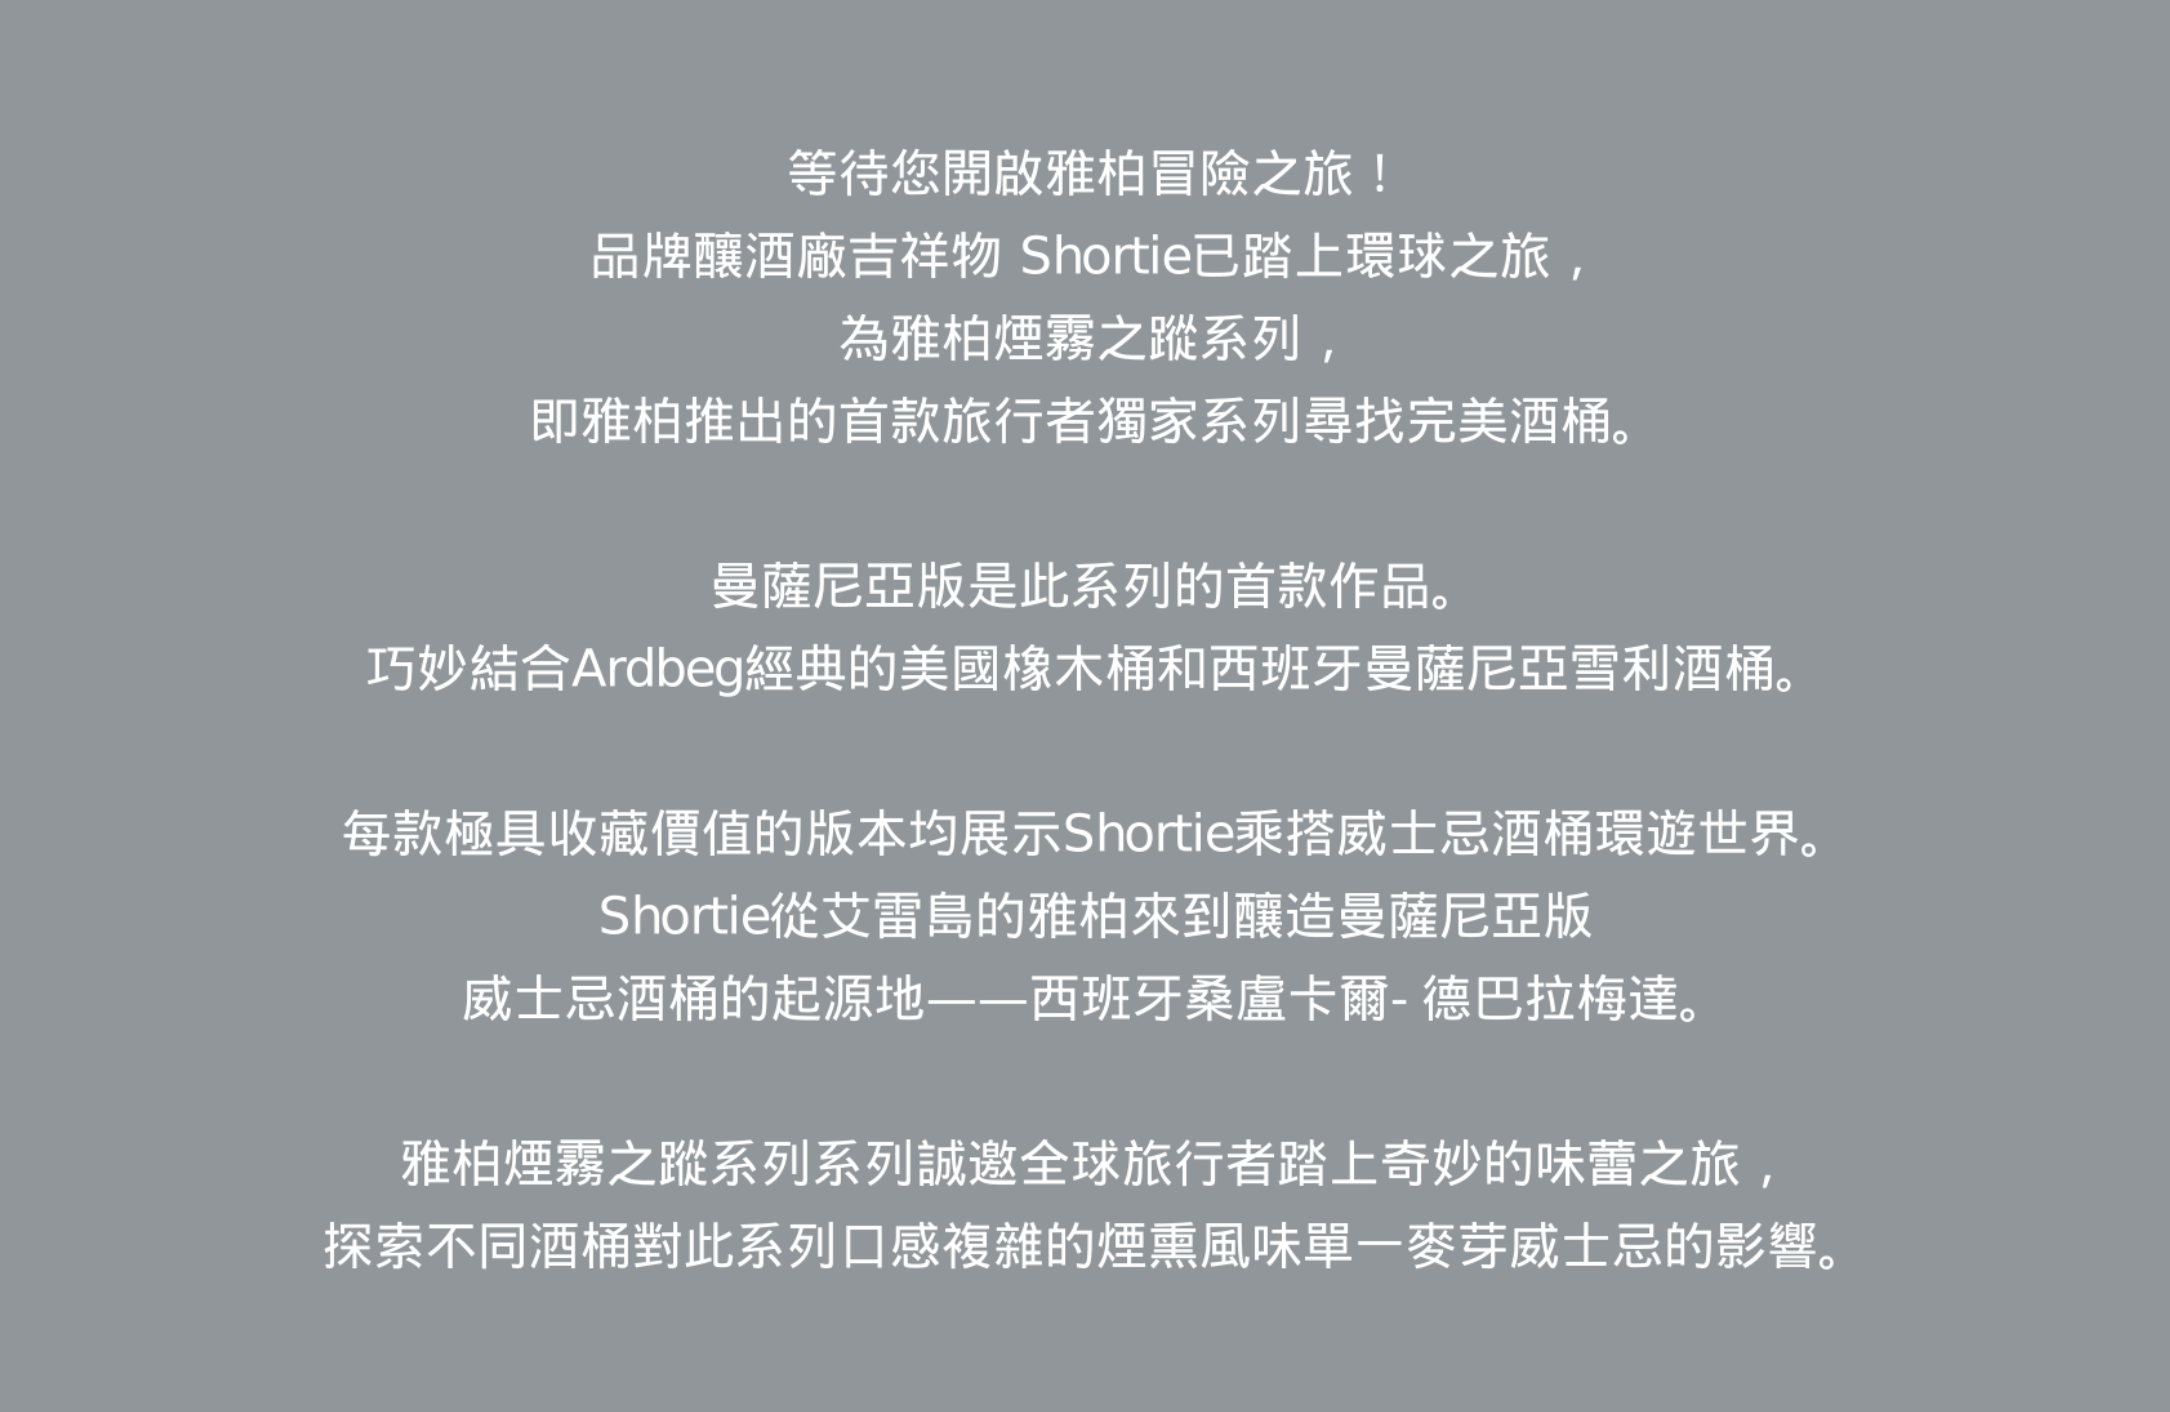 等待您開啟雅柏冒險之旅！
品牌釀酒廠吉祥物 Shortie已踏上環球之旅，
為雅柏煙霧之蹤系列，
即雅柏推出的首款旅行者獨家系列尋找完美酒桶。
曼薩尼亞版是此系列的首款作品。
巧妙結合Ardbeg經典的美國橡木桶和西班牙曼薩尼亞雪利酒桶。
每款極具收藏價值的版本均展示Shortie乘搭威士忌酒桶環遊世界。
Shortie從艾雷島的雅柏來到釀造曼薩尼亞版
威士忌酒桶的起源地——西班牙桑盧卡爾- 德巴拉梅達。
雅柏煙霧之蹤系列系列誠邀全球旅行者踏上奇妙的味蕾之旅，
探索不同酒桶對此系列口感複雜的煙熏風味單一麥芽威士忌的影響。